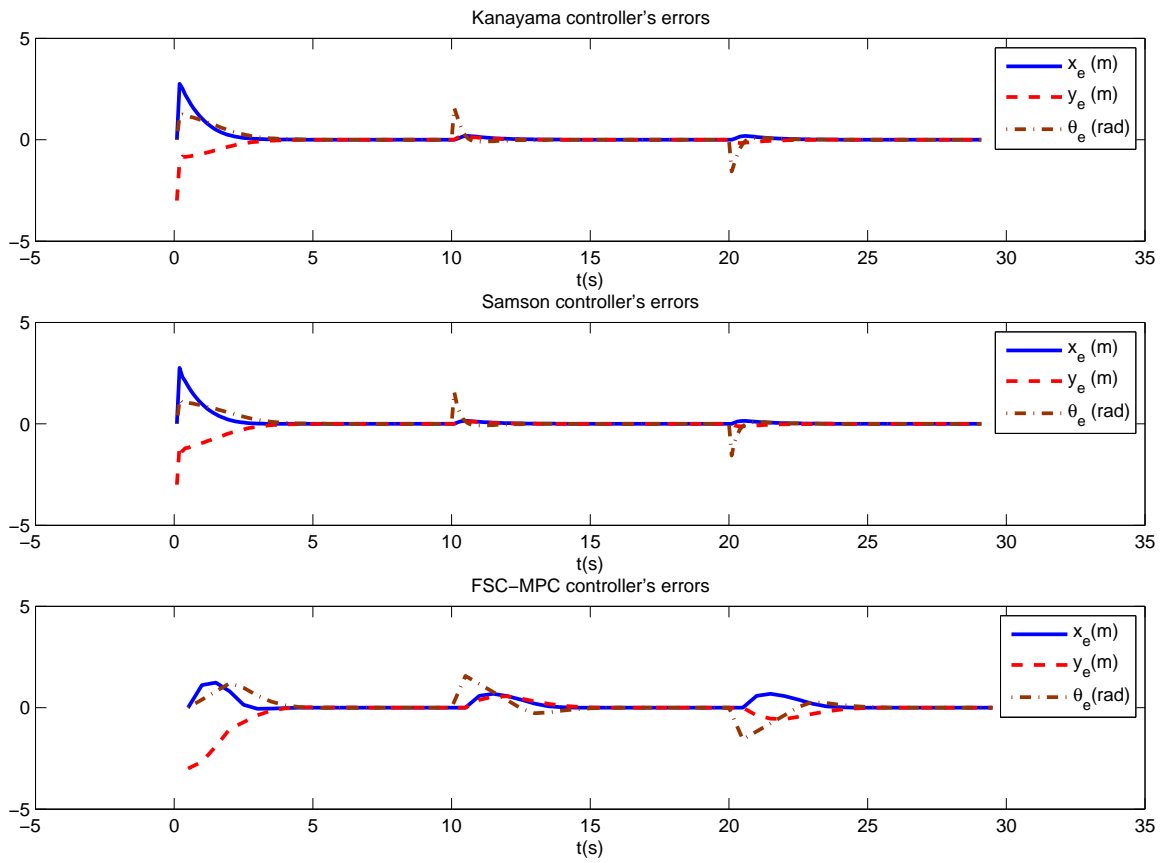 Kanayama controller's errors
5
0
−5
−5 0 5 10 15 20 25 30 35
t(s)
x_e (m)
y_e (m)
θ_e (rad)
Samson controller's errors
5
0
−5
−5 0 5 10 15 20 25 30 35
t(s)
x_e (m)
y_e (m)
θ_e (rad)
FSC−MPC controller's errors
5
0
−5
−5 0 5 10 15 20 25 30 35
t(s)
x_e(m)
y_e(m)
θ_e(rad)